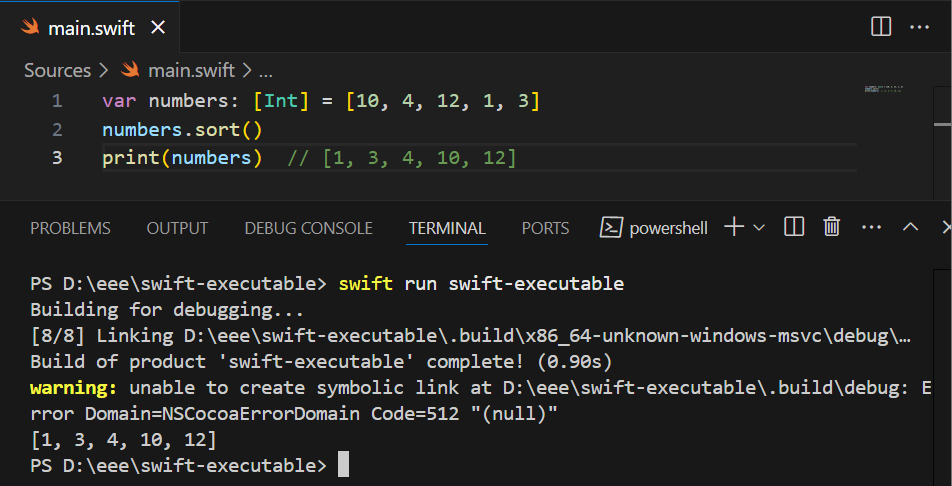 main.swift
Sources > main.swift > ...
1 var numbers: [Int] = [10, 4, 12, 1, 3]
2 numbers.sort()
3 print(numbers)  // [1, 3, 4, 10, 12]
PROBLEMS OUTPUT DEBUG CONSOLE TERMINAL PORTS powershell
PS D:\eee\swift-executable> swift run swift-executable
Building for debugging...
[8/8] Linking D:\eee\swift-executable\.build\x86_64-unknown-windows-msvc\debug\…
Build of product 'swift-executable' complete! (0.90s)
warning: unable to create symbolic link at D:\eee\swift-executable\.build\debug: E
rror Domain=NSCocoaErrorDomain Code=512 "(null)"
[1, 3, 4, 10, 12]
PS D:\eee\swift-executable>